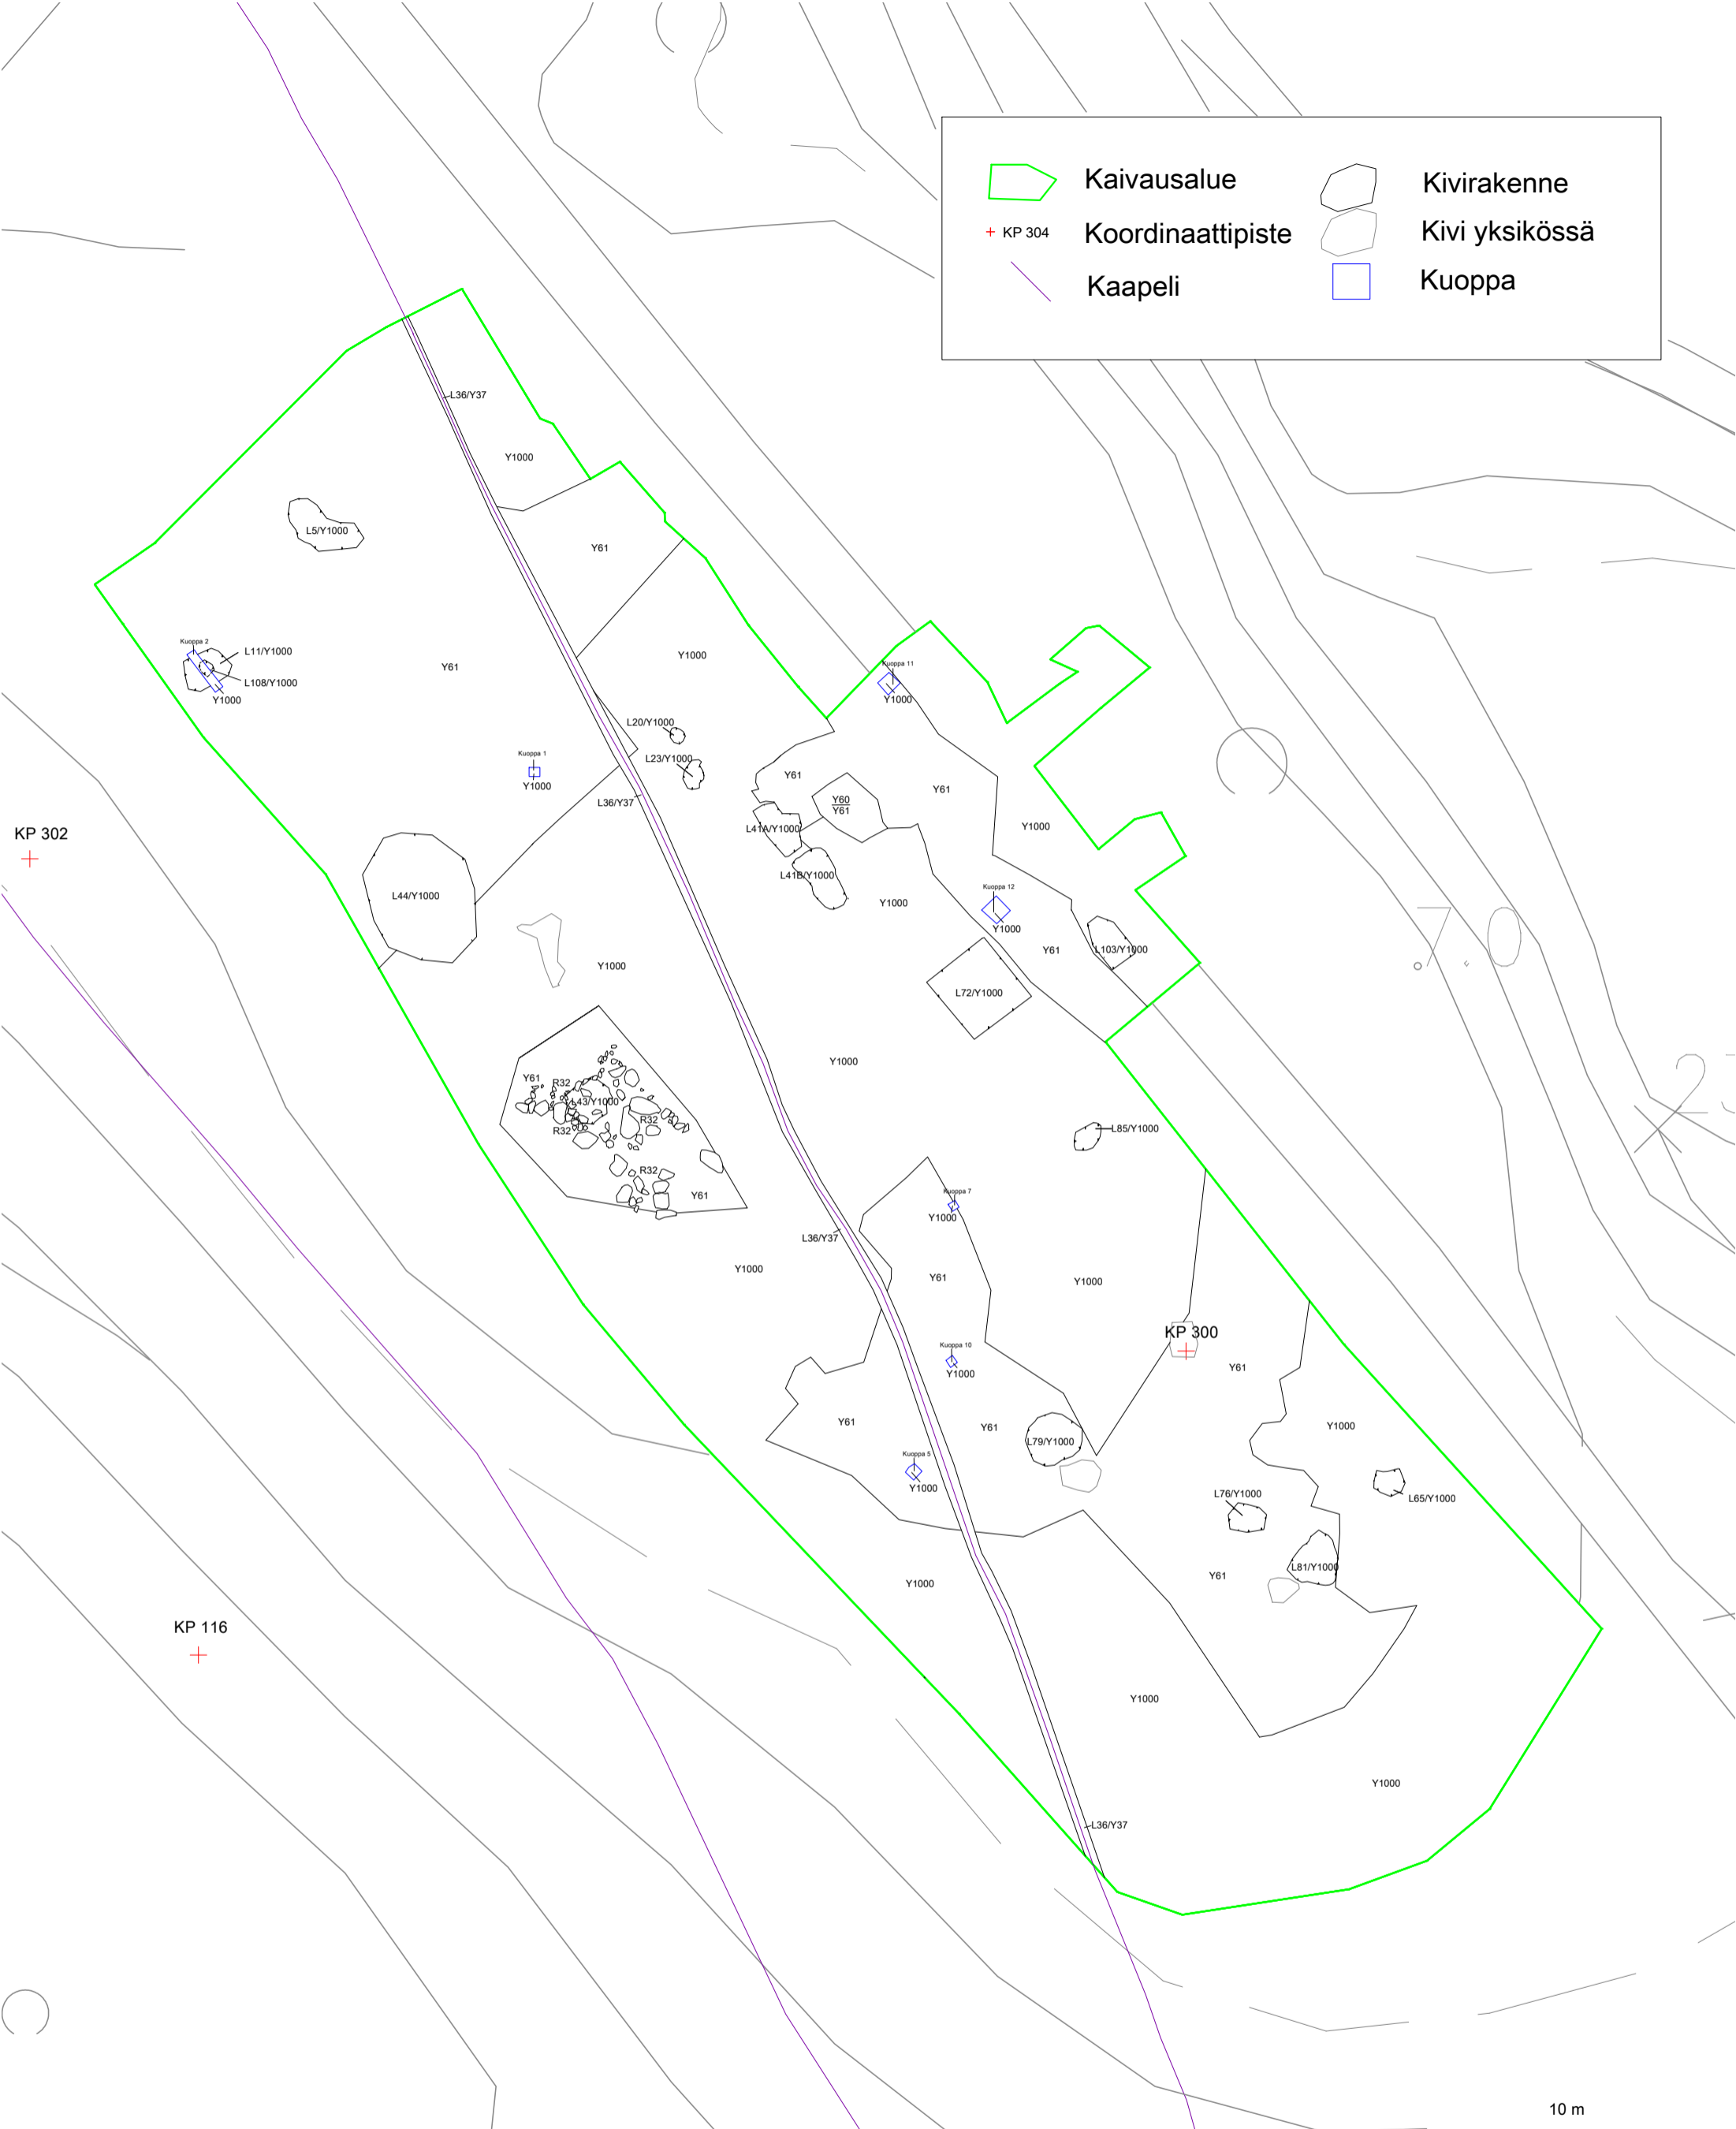 Kaivausalue
Kivirakenne
KP 304
Koordinaattipiste
Kivi yksikössä
Kaapeli
Kuoppa
L36/Y37
Y1000
L5/Y1000
Y61
Kuoppa 2
L11/Y1000
Y61
Y1000
L108/Y1000
Kuoppa 11
Y1000
Y1000
L20/Y1000
Kuoppa 1
L23/Y1000
Y61
Y1000
Y61
L36/Y37
Y60
Y61
KP 302
L41A/Y1000
Y1000
L41B/Y1000
Kuoppa 12
L44/Y1000
Y1000
Y1000
7.0
Y61
L103/Y1000
Y1000
L72/Y1000
Y1000
Y61
R32
L43/Y1000
R32
R32
L85/Y1000
R32
Y61
Kuoppa 7
Y1000
L36/Y37
Y1000
Y61
Y1000
KP 300
Kuoppa 10
Y1000
Y61
Y61
Y61
Y1000
L79/Y1000
Kuoppa 5
Y1000
L76/Y1000
L65/Y1000
L81/Y1000
Y1000
Y61
KP 116
Y1000
Y1000
L36/Y37
10 m